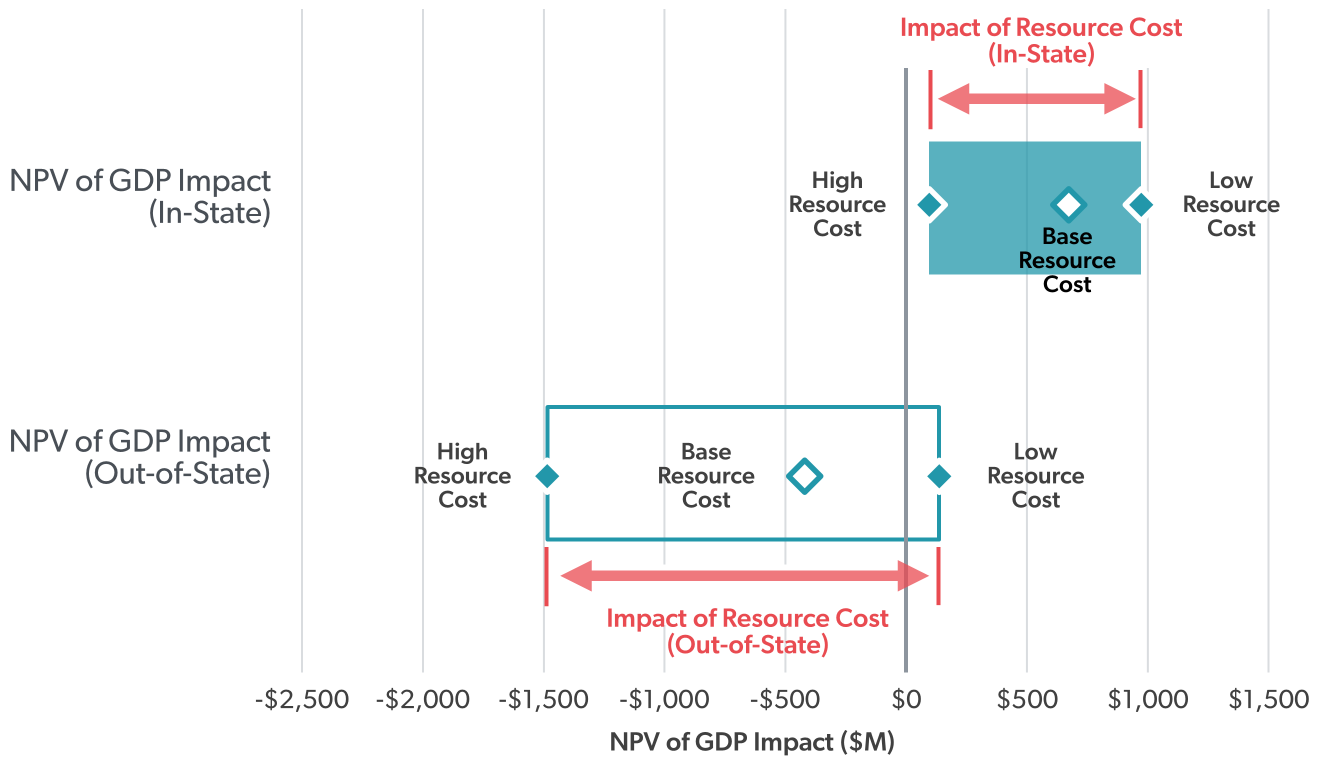 Impact of Resource Cost
(In-State)
NPV of GDP Impact
(In-State)
High
Resource
Cost
Base
Resource
Cost
Low
Resource
Cost
NPV of GDP Impact
(Out-of-State)
High
Resource
Cost
Base
Resource
Cost
Low
Resource
Cost
Impact of Resource Cost
(Out-of-State)
-$2,500 -$2,000 -$1,500 -$1,000 -$500 $0 $500 $1,000 $1,500
NPV of GDP Impact ($M)